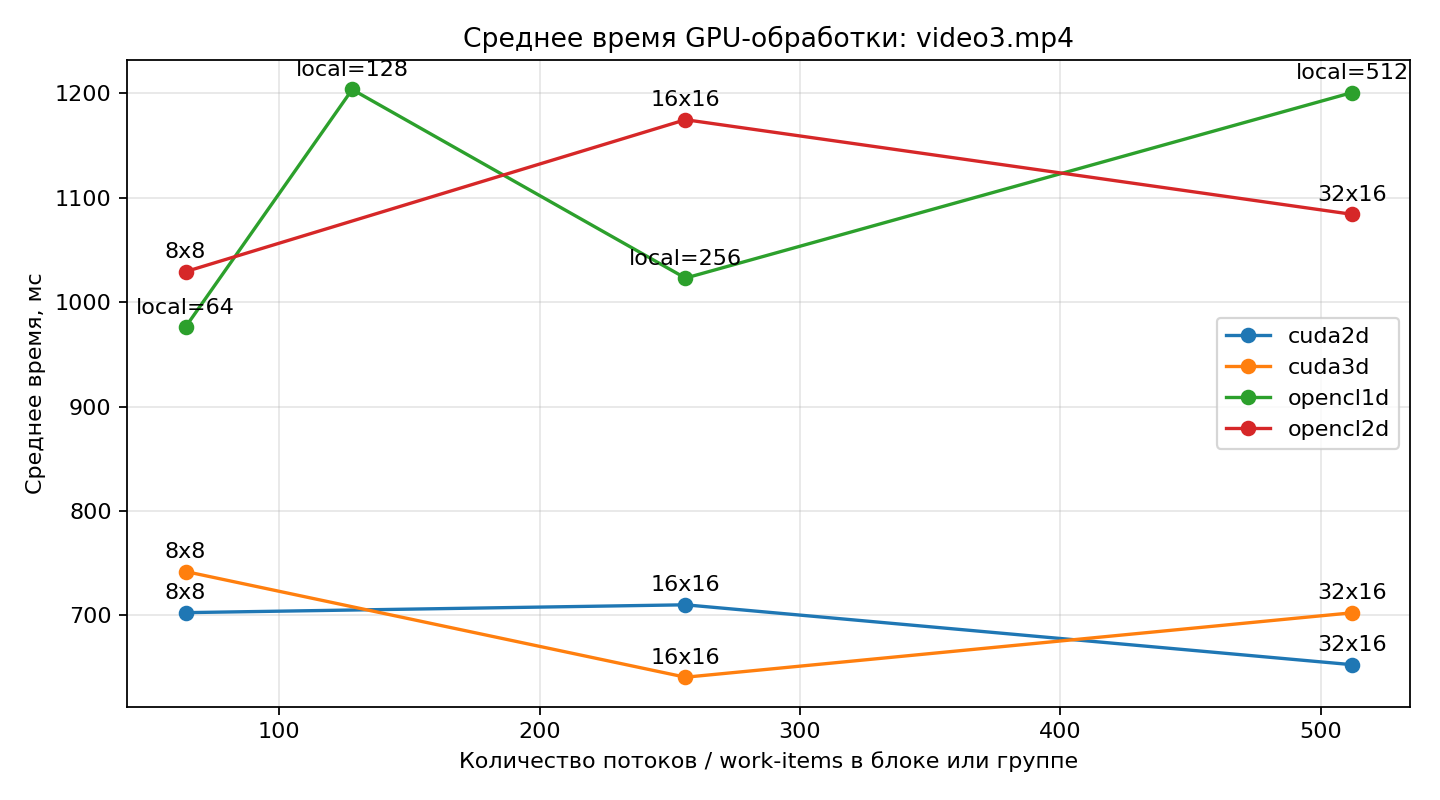 Среднее время GPU-обработки: video3.mp4
local=128
local=512
1200
16x16
1100
32x16
8x8
local=256
1000
local=64
Среднее время, мс
cuda2d
cuda3d
opencl1d
opencl2d
900
800
8x8
8x8
16x16
32x16
700
32x16
16x16
100
200
300
400
500
Количество потоков / work-items в блоке или группе